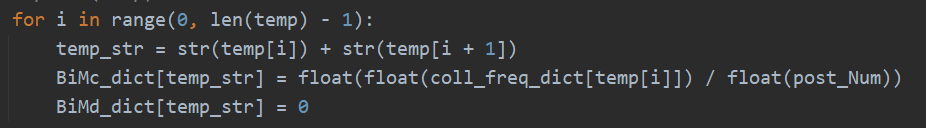 for i in range(0, len(temp) - 1):
    temp_str = str(temp[i]) + str(temp[i + 1])
    BiMc_dict[temp_str] = float(float(coll_freq_dict[temp[i]]) / float(post_Num))
    BiMd_dict[temp_str] = 0